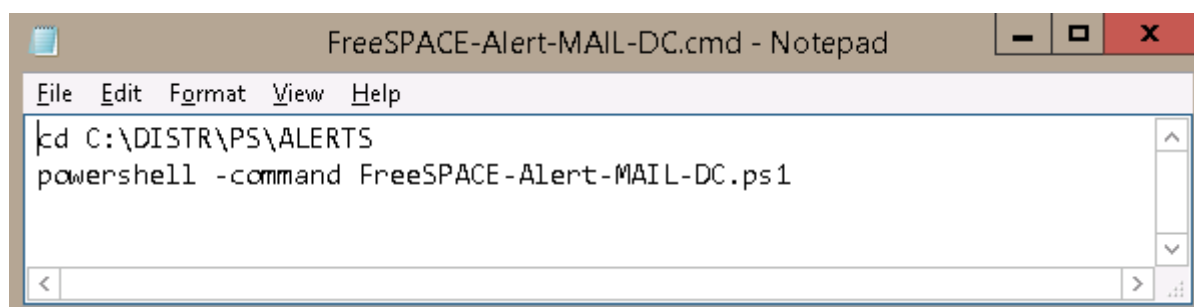 FreeSPACE-Alert-MAIL-DC.cmd - Notepad
File Edit Format View Help
cd C:\DISTR\PS\ALERTS
powershell -command FreeSPACE-Alert-MAIL-DC.ps1